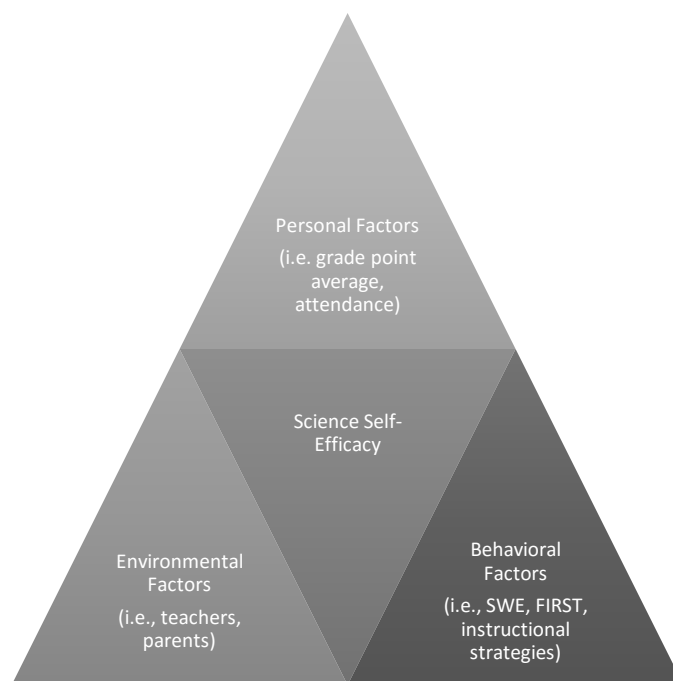 Personal Factors
(i.e. grade point
average,
attendance)
Science Self-
Efficacy
Environmental
Factors
(i.e., teachers,
parents)
Behavioral
Factors
(i.e., SWE, FIRST,
instructional
strategies)